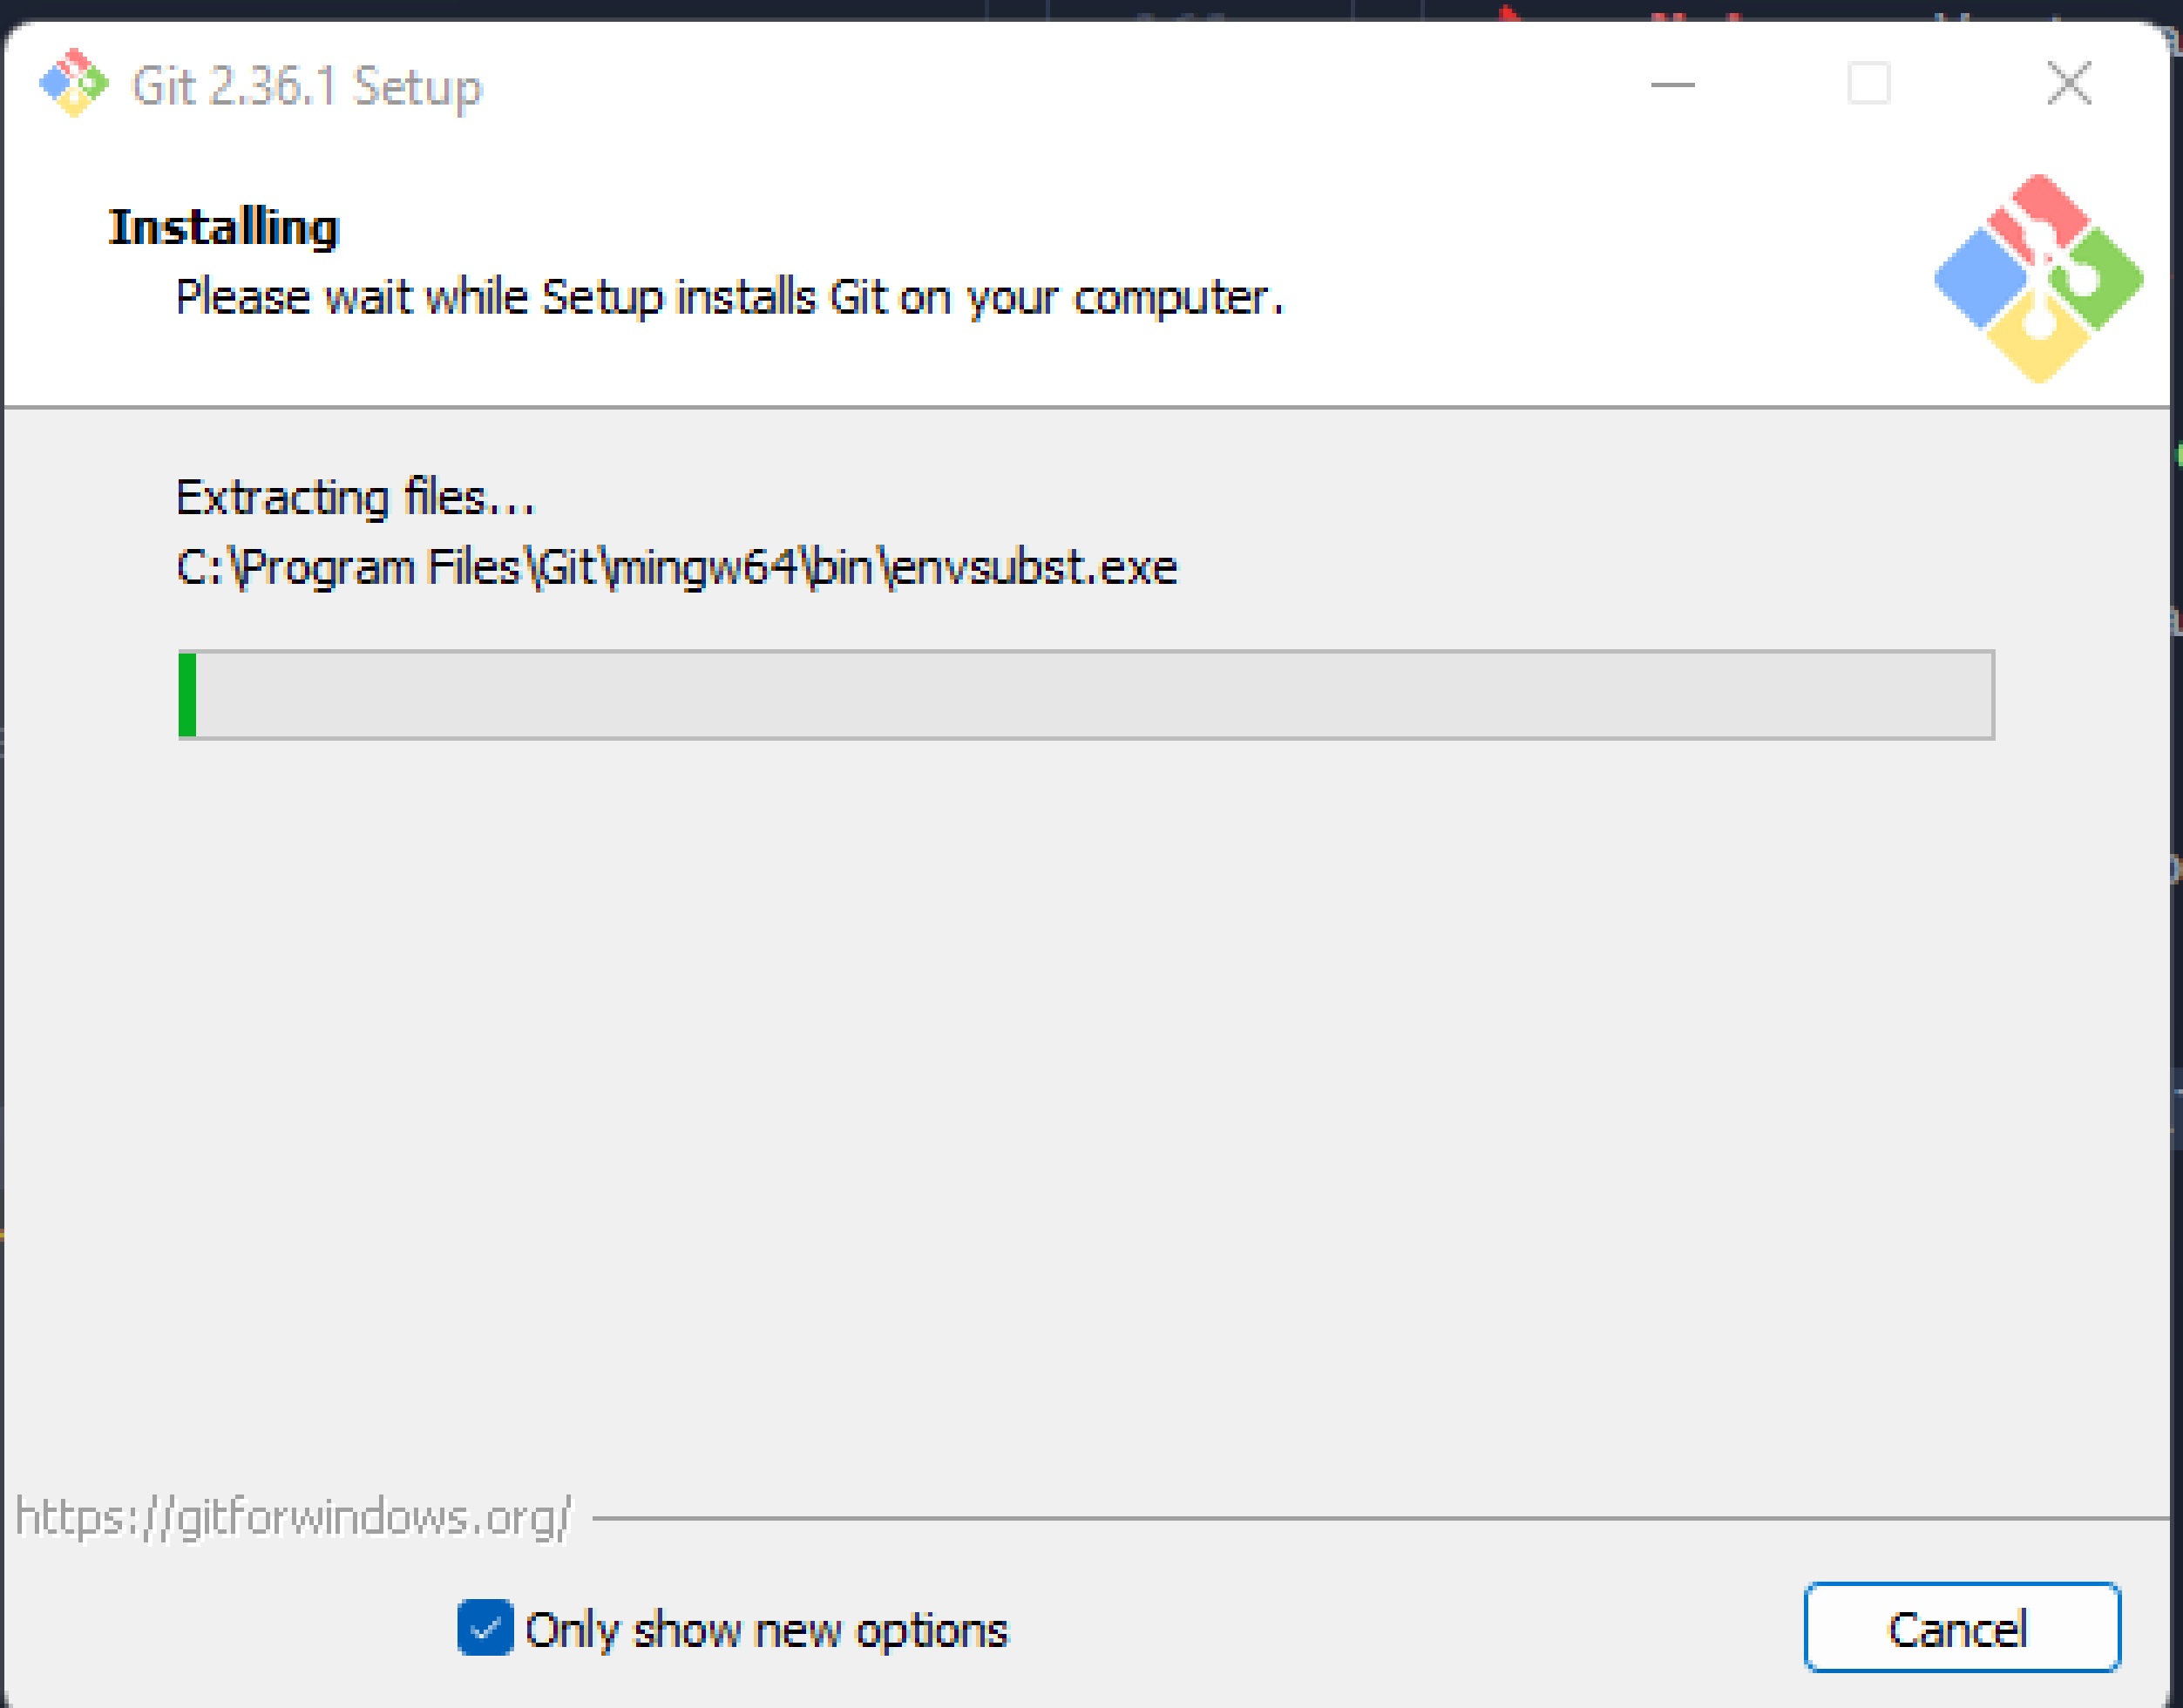 Git 2.36.1 Setup
Installing
Please wait while Setup installs Git on your computer.
Extracting files...
C:\Program Files\Git\mingw64\bin\envsubst.exe
https://gitforwindows.org/
Only show new options
Cancel